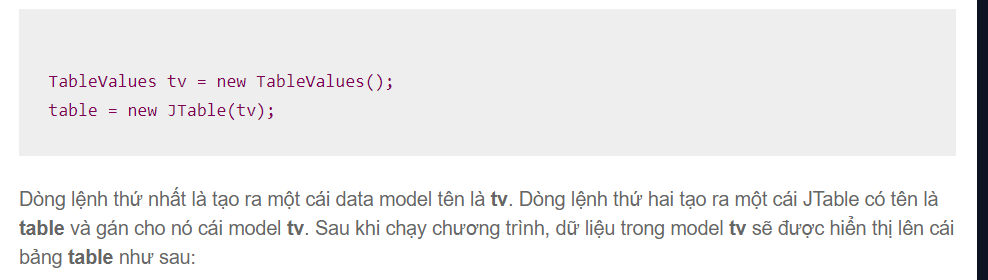 TableValues tv = new TableValues();
table = new JTable(tv);
Dòng lệnh thứ nhất là tạo ra một cái data model tên là tv. Dòng lệnh thứ hai tạo ra một cái JTable có tên là
table và gán cho nó cái model tv. Sau khi chạy chương trình, dữ liệu trong model tv sẽ được hiển thị lên cái
bảng table như sau: